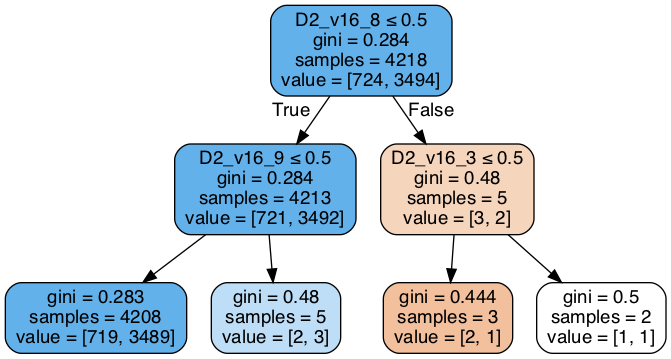 D2_v16_8 ≤ 0.5
gini = 0.284
samples = 4218
value = [724, 3494]
True
False
D2_v16_9 ≤ 0.5
gini = 0.284
samples = 4213
value = [721, 3492]
D2_v16_3 ≤ 0.5
gini = 0.48
samples = 5
value = [3, 2]
gini = 0.283
samples = 4208
value = [719, 3489]
gini = 0.48
samples = 5
value = [2, 3]
gini = 0.444
samples = 3
value = [2, 1]
gini = 0.5
samples = 2
value = [1, 1]